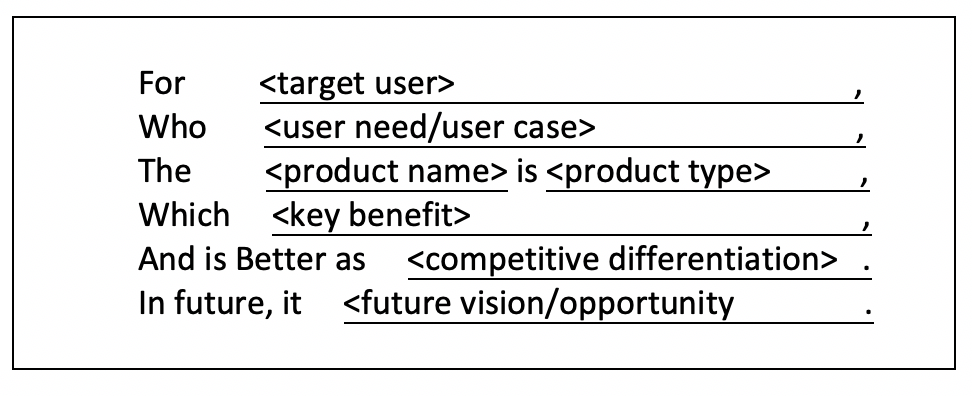 For <target user> ,
Who <user need/user case> ,
The <product name> is <product type> ,
Which <key benefit> ,
And is Better as <competitive differentiation> .
In future, it <future vision/opportunity .